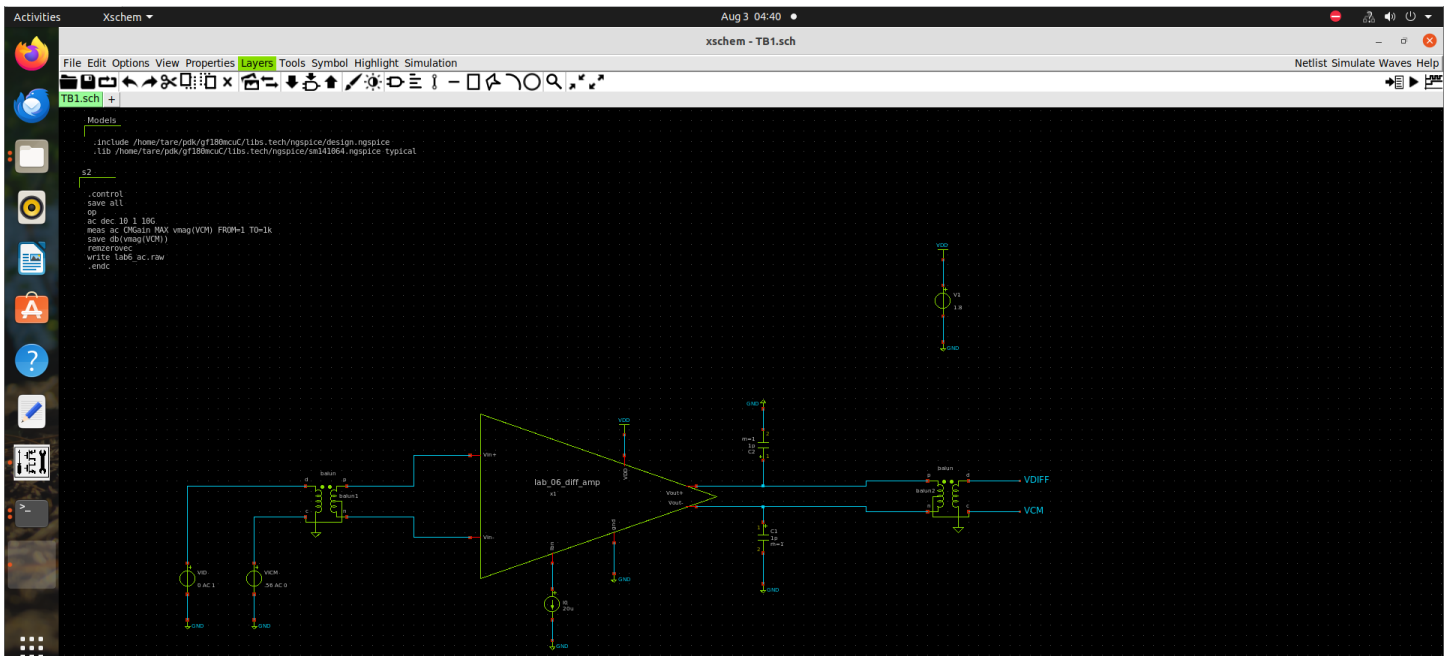 Activities Xschem Aug 3 04:40
xschem - TB1.sch
File Edit Options View Properties Layers Tools Symbol Highlight Simulation Netlist Simulate Waves Help
TB1.sch +
Models
.include /home/tare/pdk/gf180mcuC/libs.tech/ngspice/design.ngspice
.lib /home/tare/pdk/gf180mcuC/libs.tech/ngspice/sm141064.ngspice typical
s2
.control
save all
op
ac dec 10 1 10G
meas ac CMGain MAX vmag(VCM) FROM=1 TO=1k
save db(vmag(VCM))
remzerovec
write lab6_ac.raw
.endc
VDD
V1
1.8
GND
GND
2
m=1
1p
C2
1
VDD
VDD
lab_06_diff_amp
x1
Vin+
Vin-
Vout+
Vout-
gnd
GND
balun
d
p
balun1
c
n
balun
p
d
balun2
n
c
VDIFF
VCM
1
C1
1p
m=1
2
GND
VID
0 AC 1
GND
VICM
.56 AC 0
GND
20u
GND